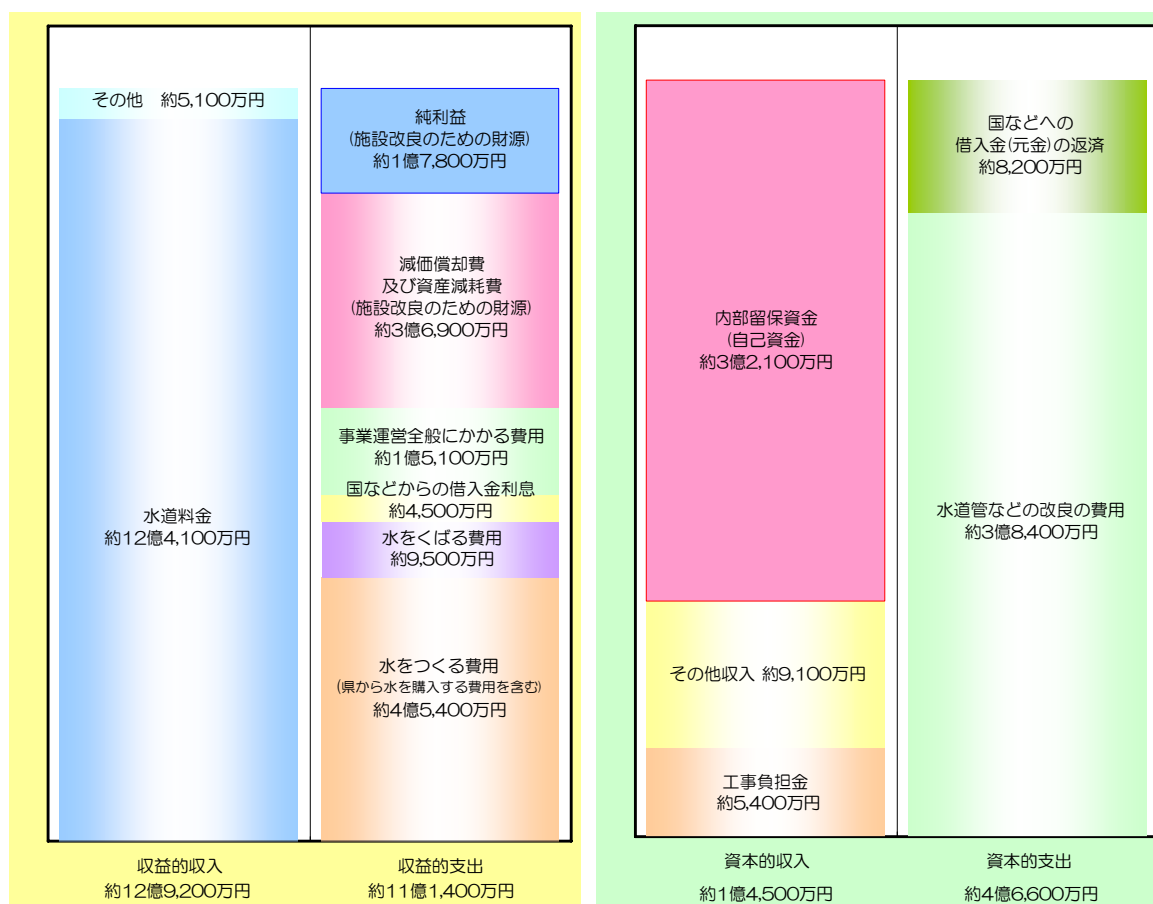 その他　約5,100万円
水道料金
約12億4,100万円
純利益
(施設改良のための財源)
約1億7,800万円
減価償却費
及び資産減耗費
(施設改良のための財源)
約3億6,900万円
事業運営全般にかかる費用
約1億5,100万円
国などからの借入金利息
約4,500万円
水をくばる費用
約9,500万円
水をつくる費用
(県から水を購入する費用を含む)
約4億5,400万円
収益的収入
約12億9,200万円
収益的支出
約11億1,400万円
内部留保資金
(自己資金)
約3億2,100万円
その他収入 約9,100万円
工事負担金
約5,400万円
国などへの
借入金(元金)の返済
約8,200万円
水道管などの改良の費用
約3億8,400万円
資本的収入
約1億4,500万円
資本的支出
約4億6,600万円